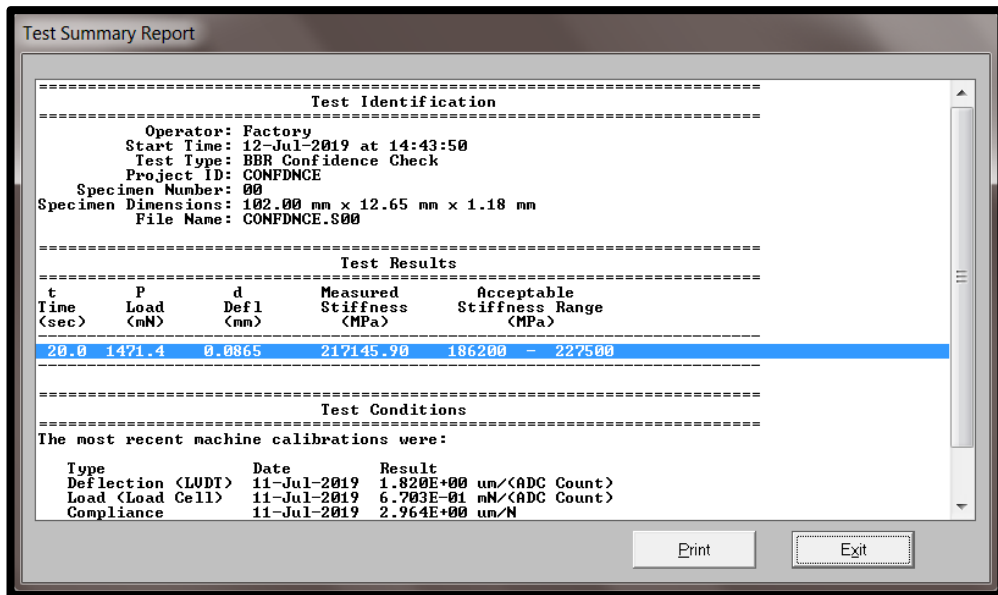 Test Summary Report
==========================================================================
Test Identification
==========================================================================
Operator: Factory
Start Time: 12-Jul-2019 at 14:43:50
Test Type: BBR Confidence Check
Project ID: CONFDNCE
Specimen Number: 00
Specimen Dimensions: 102.00 mm x 12.65 mm x 1.18 mm
File Name: CONFDNCE.S00
==========================================================================
Test Results
==========================================================================
t P d Measured Acceptable
Time Load Defl Stiffness Stiffness Range
(sec) (mN) (mm) (MPa) (MPa)
--------------------------------------------------------------------------
20.0 1471.4 0.0865 217145.90 186200 - 227500
--------------------------------------------------------------------------
==========================================================================
Test Conditions
==========================================================================
The most recent machine calibrations were:
Type Date Result
Deflection (LVDT) 11-Jul-2019 1.820E+00 um/(ADC Count)
Load (Load Cell) 11-Jul-2019 6.703E-01 mN/(ADC Count)
Compliance 11-Jul-2019 2.964E+00 um/N
Print Exit